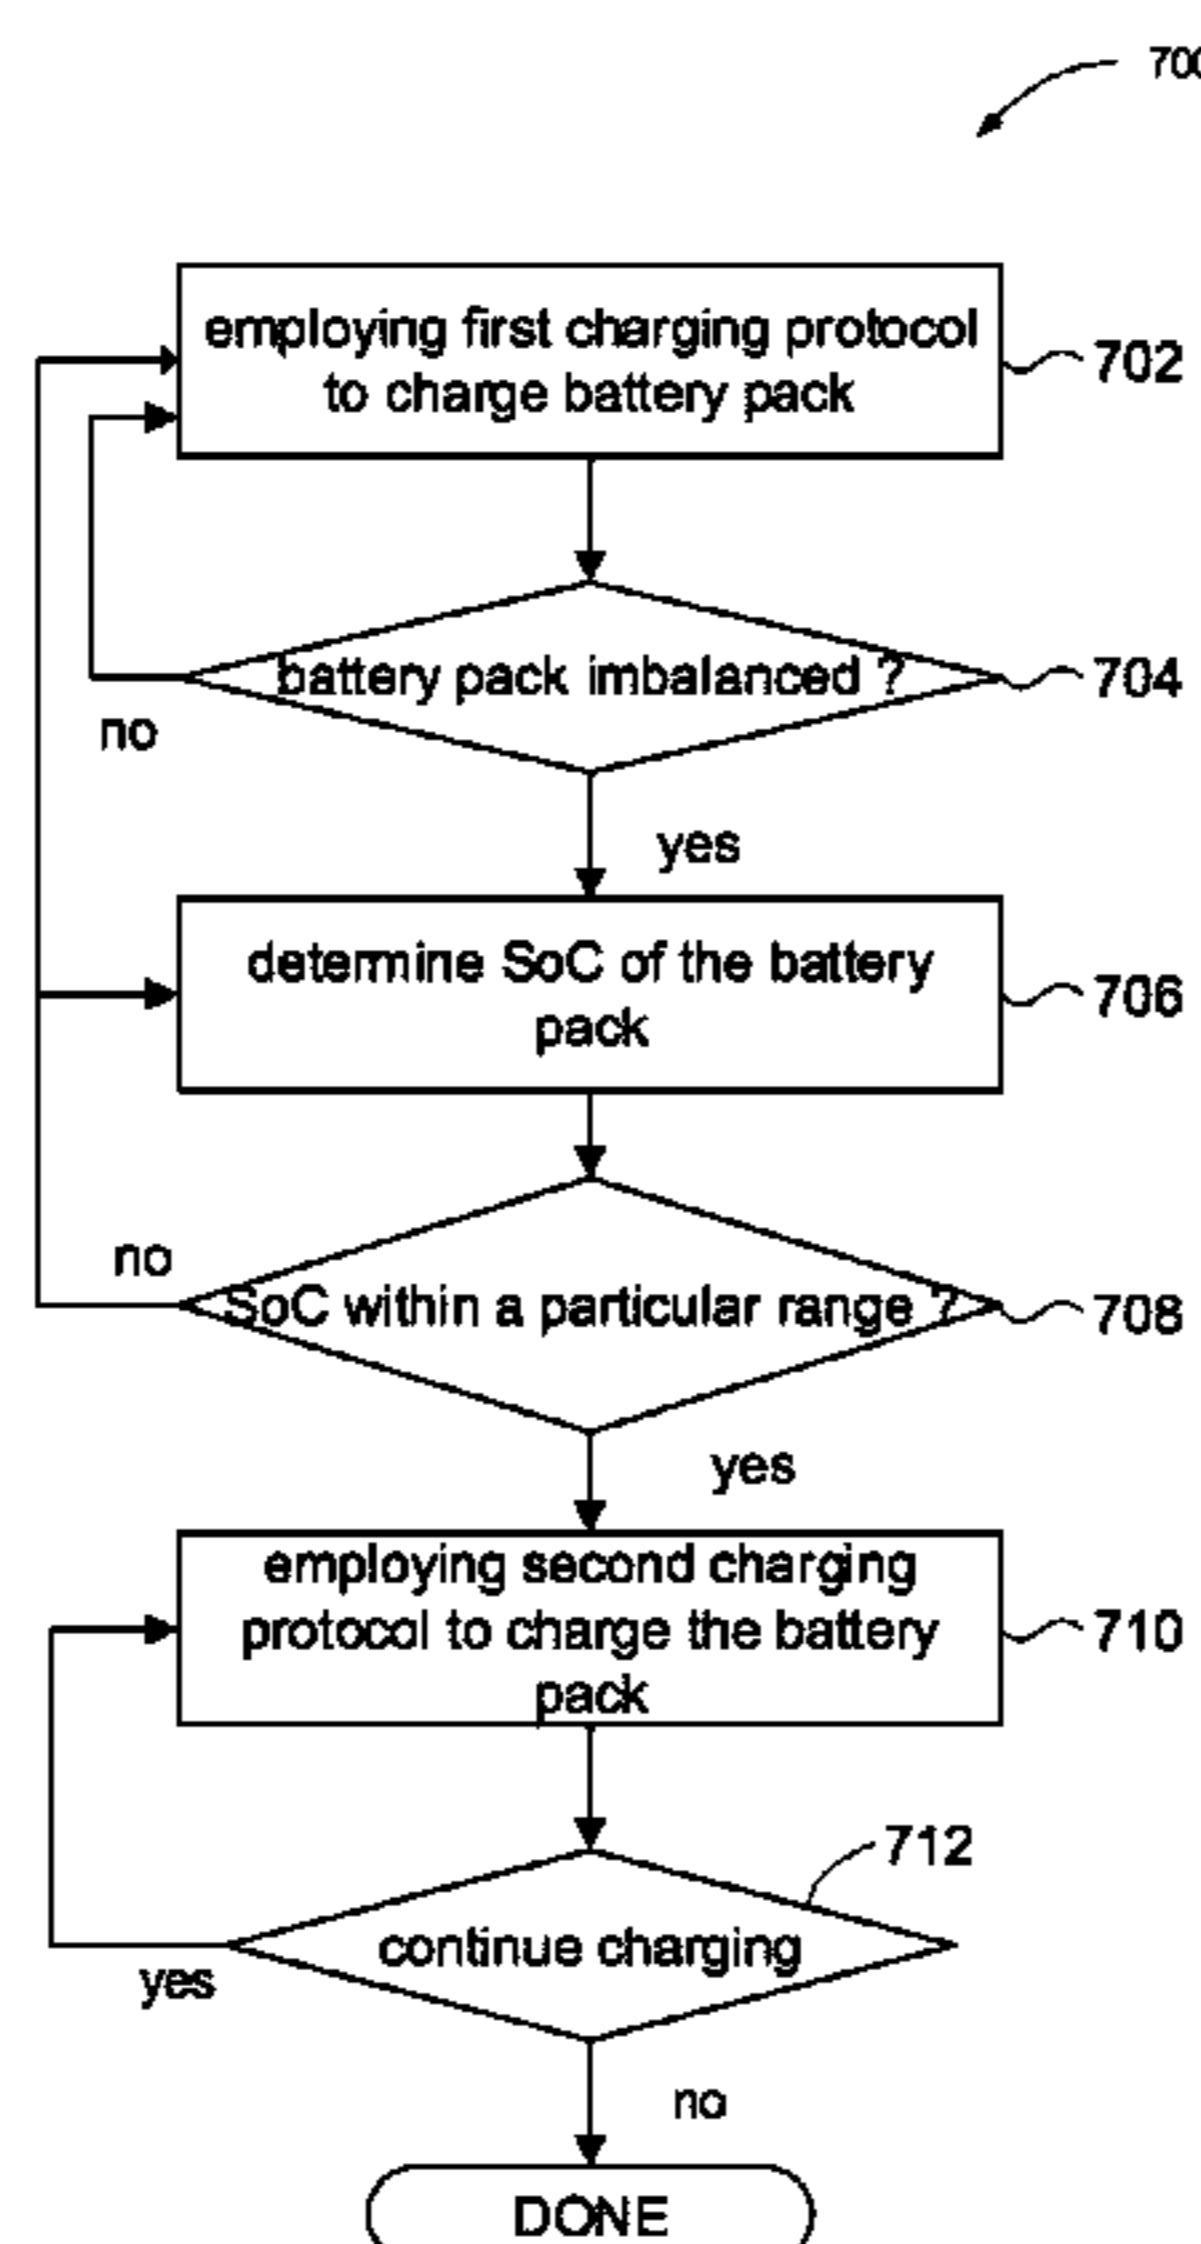 700
employing first charging protocol
to charge battery pack
702
battery pack imbalanced ?
704
no
yes
determine SoC of the battery
pack
706
no
SoC within a particular range ?
708
yes
employing second charging
protocol to charge the battery
pack
710
712
continue charging
yes
no
DONE